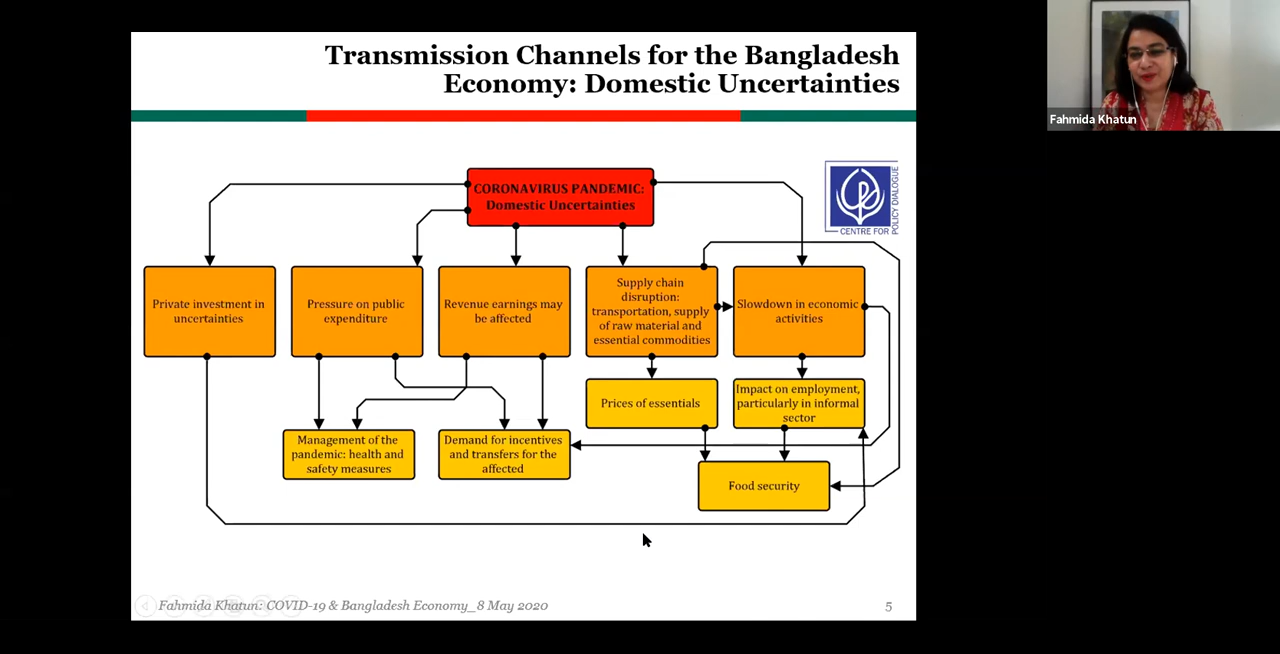 Transmission Channels for the Bangladesh
Economy: Domestic Uncertainties
Fahmida Khatun
CORONAVIRUS PANDEMIC:
Domestic Uncertainties
CENTRE FOR
POLICY DIALOGUE
Private investment in
uncertainties
Pressure on public
expenditure
Revenue earnings may
be affected
Supply chain
disruption:
transportation, supply
of raw material and
essential commodities
Slowdown in economic
activities
Prices of essentials
Impact on employment,
particularly in informal
sector
Management of the
pandemic: health and
safety measures
Demand for incentives
and transfers for the
affected
Food security
Fahmida Khatun: COVID-19 & Bangladesh Economy_8 May 2020
5